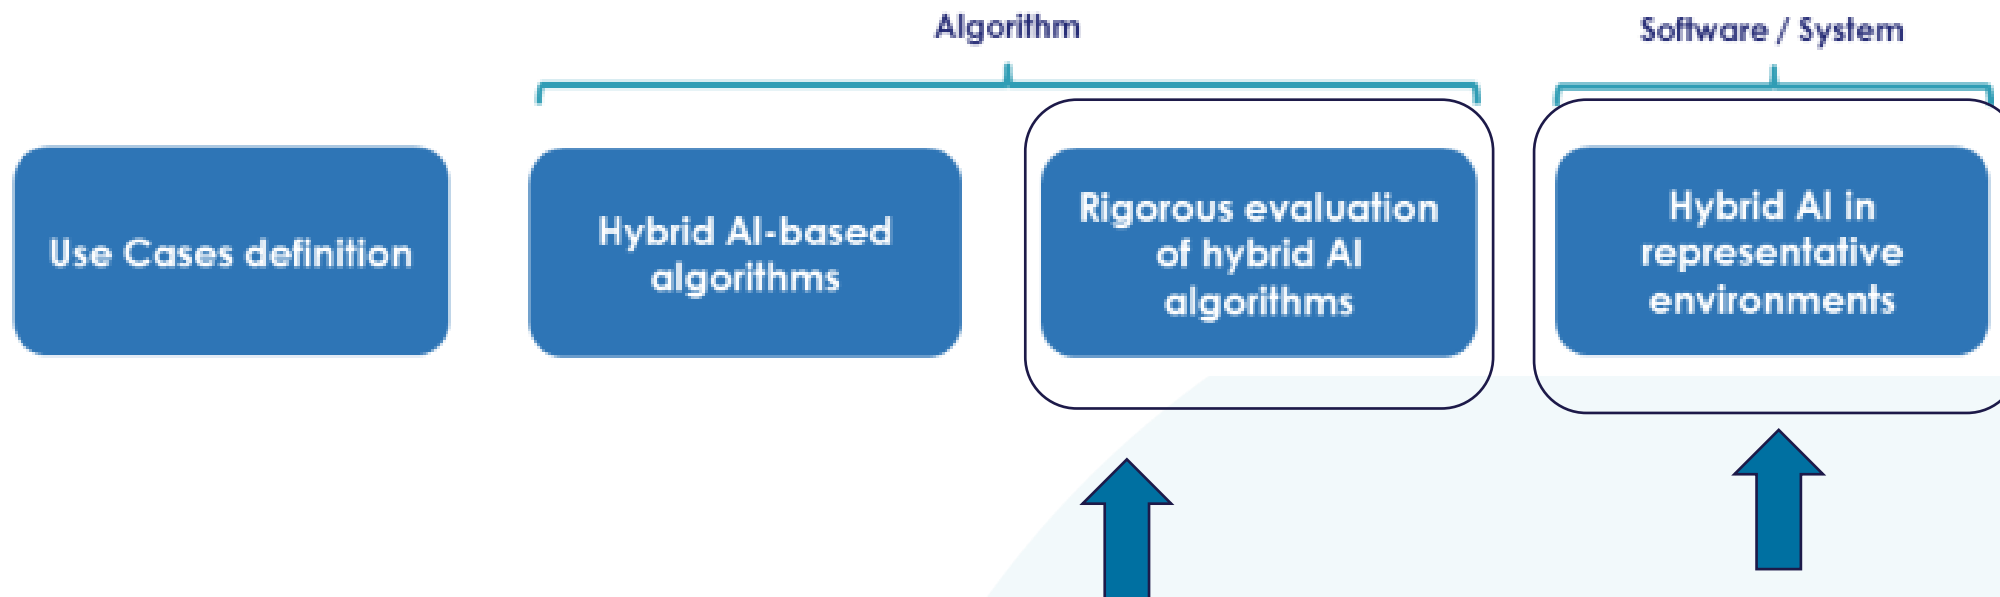 Algorithm
Software / System
Use Cases definition
Hybrid AI-based
algorithms
Rigorous evaluation
of hybrid AI
algorithms
Hybrid AI in
representative
environments